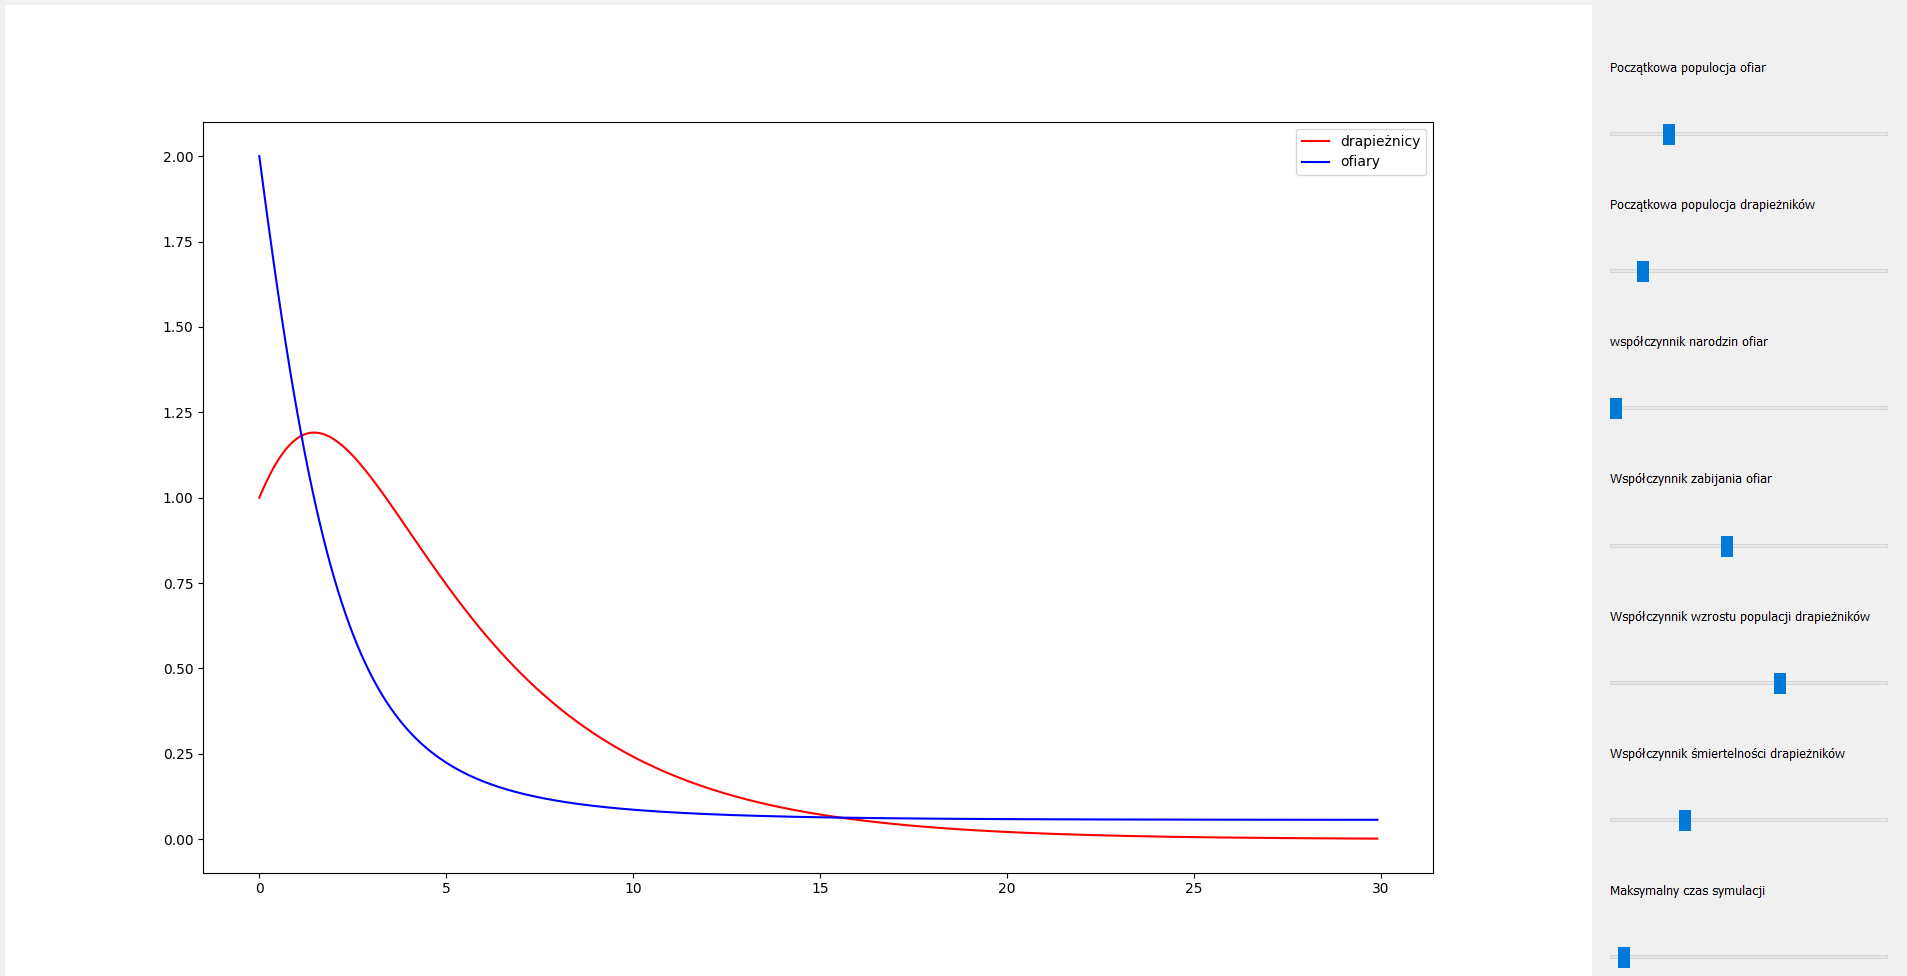 drapieżnicy
ofiary
2.00
1.75
1.50
1.25
1.00
0.75
0.50
0.25
0.00
0 5 10 15 20 25 30
Początkowa populocja ofiar
Początkowa populocja drapieżników
współczynnik narodzin ofiar
Współczynnik zabijania ofiar
Współczynnik wzrostu populacji drapieżników
Współczynnik śmiertelności drapieżników
Maksymalny czas symulacji